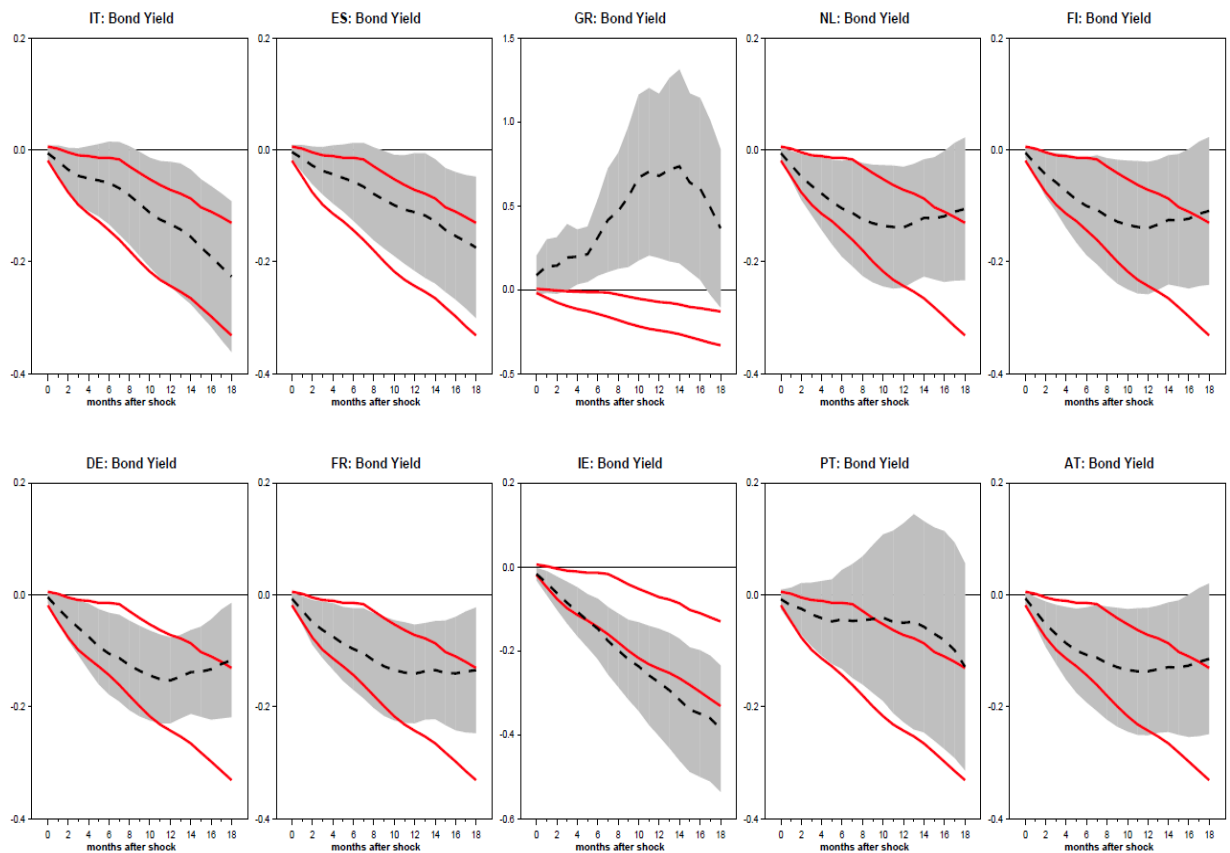 IT: Bond Yield ES: Bond Yield GR: Bond Yield NL: Bond Yield FI: Bond Yield
0.2 0.2 1.5 0.2 0.2
1.0
0.0 0.0 0.0 0.0
0.5
-0.2 -0.2 -0.2 -0.2
0.0
-0.4 -0.4 -0.5 -0.4 -0.4
0 2 4 6 8 10 12 14 16 18 0 2 4 6 8 10 12 14 16 18 0 2 4 6 8 10 12 14 16 18 0 2 4 6 8 10 12 14 16 18 0 2 4 6 8 10 12 14 16 18
months after shock months after shock months after shock months after shock months after shock
DE: Bond Yield FR: Bond Yield IE: Bond Yield PT: Bond Yield AT: Bond Yield
0.2 0.2 0.2 0.2 0.2
0.0
0.0 0.0 0.0 0.0
-0.2
-0.2 -0.2 -0.2 -0.2
-0.4
-0.4 -0.4 -0.6 -0.4 -0.4
0 2 4 6 8 10 12 14 16 18 0 2 4 6 8 10 12 14 16 18 0 2 4 6 8 10 12 14 16 18 0 2 4 6 8 10 12 14 16 18 0 2 4 6 8 10 12 14 16 18
months after shock months after shock months after shock months after shock months after shock